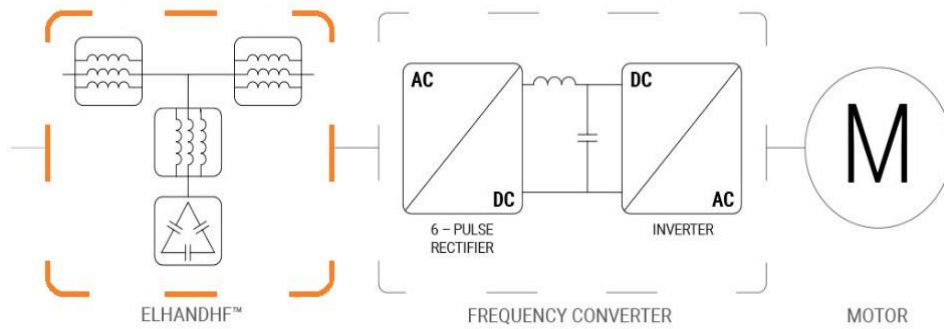 AC
DC
DC
AC
M
6 – PULSE
RECTIFIER
INVERTER
ELHANDHF™
FREQUENCY CONVERTER
MOTOR